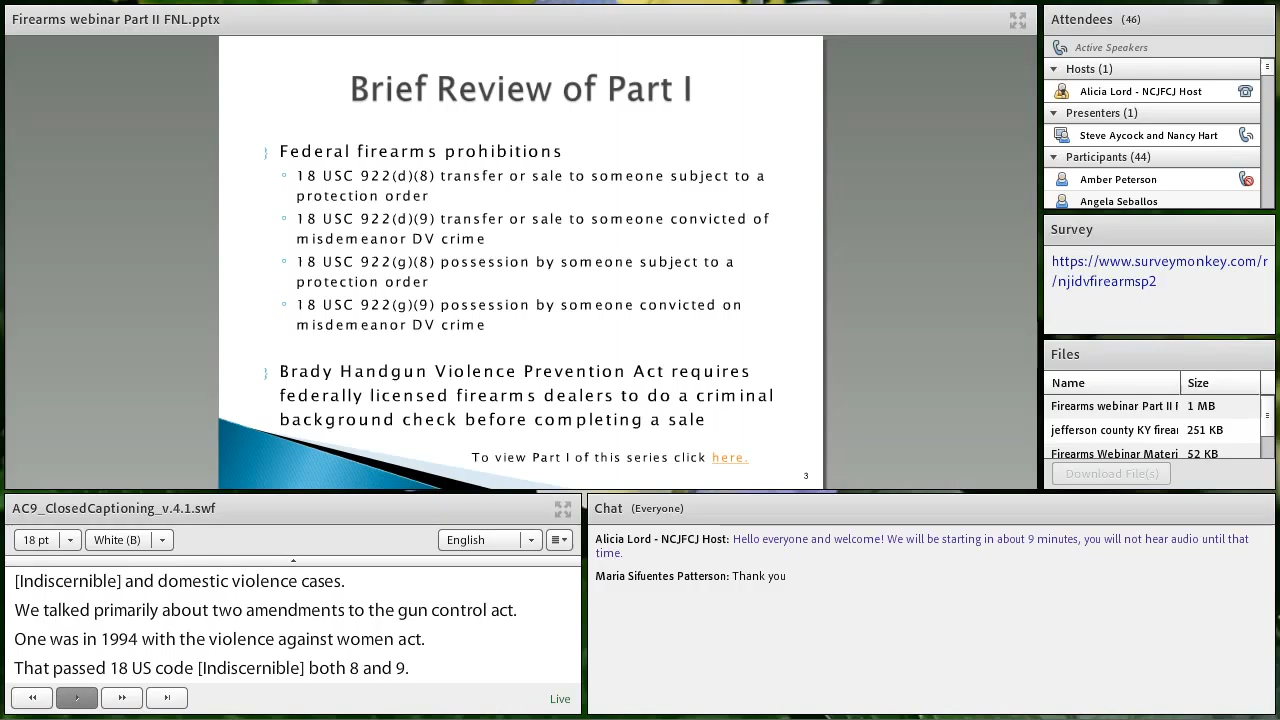 Firearms webinar Part II FNL.pptx
Brief Review of Part I
Federal firearms prohibitions
18 USC 922(d)(8) transfer or sale to someone subject to a
protection order
18 USC 922(d)(9) transfer or sale to someone convicted of
misdemeanor DV crime
18 USC 922(g)(8) possession by someone subject to a
protection order
18 USC 922(g)(9) possession by someone convicted on
misdemeanor DV crime
Brady Handgun Violence Prevention Act requires
federally licensed firearms dealers to do a criminal
background check before completing a sale
To view Part I of this series click here.
3
Attendees (46)
Active Speakers
Hosts (1)
Alicia Lord - NCJFCJ Host
Presenters (1)
Steve Aycock and Nancy Hart
Participants (44)
Amber Peterson
Angela Seballos
Survey
https://www.surveymonkey.com/r
/njidvfirearmsp2
Files
Name Size
Firearms webinar Part II 1 MB
jefferson county KY firear 251 KB
Firearms Webinar Materi 52 KB
Download File(s)
AC9_ClosedCaptioning_v.4.1.swf
18 pt White (B) English
[Indiscernible] and domestic violence cases.
We talked primarily about two amendments to the gun control act.
One was in 1994 with the violence against women act.
That passed 18 US code [Indiscernible] both 8 and 9.
Live
Chat (Everyone)
Alicia Lord - NCJFCJ Host: Hello everyone and welcome! We will be starting in about 9 minutes, you will not hear audio until that
time.
Maria Sifuentes Patterson: Thank you